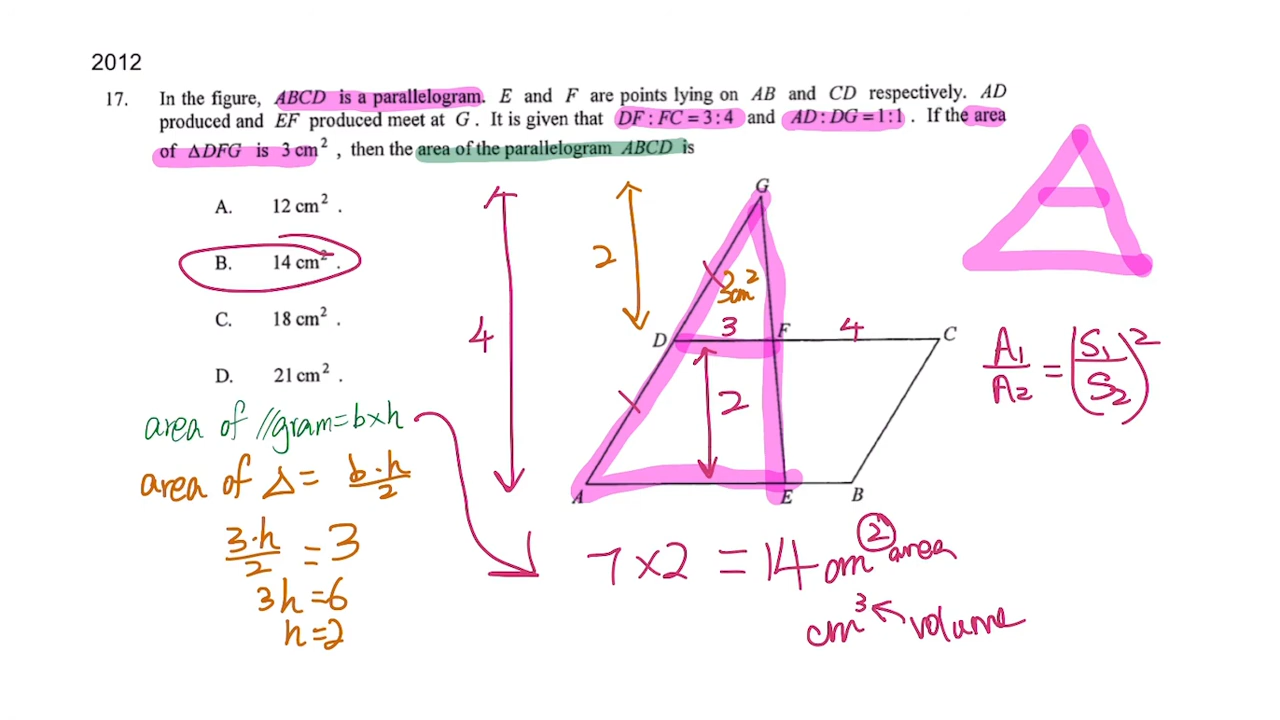 2012
17. In the figure, ABCD is a parallelogram. E and F are points lying on AB and CD respectively. AD
produced and EF produced meet at G. It is given that DF : FC = 3 : 4 and AD : DG = 1 : 1. If the area
of ΔDFG is 3 cm², then the area of the parallelogram ABCD is
A. 12 cm².
B. 14 cm².
C. 18 cm².
D. 21 cm².
area of //gram = b×h
area of Δ = b·h/2
3·h/2 = 3
3h = 6
h = 2
4
2
G
3cm²
D
3
F
4
C
2
A
E
B
A₁/A₂ = (S₁/S₂)²
7 × 2 = 14 cm² area
cm³ ← volume